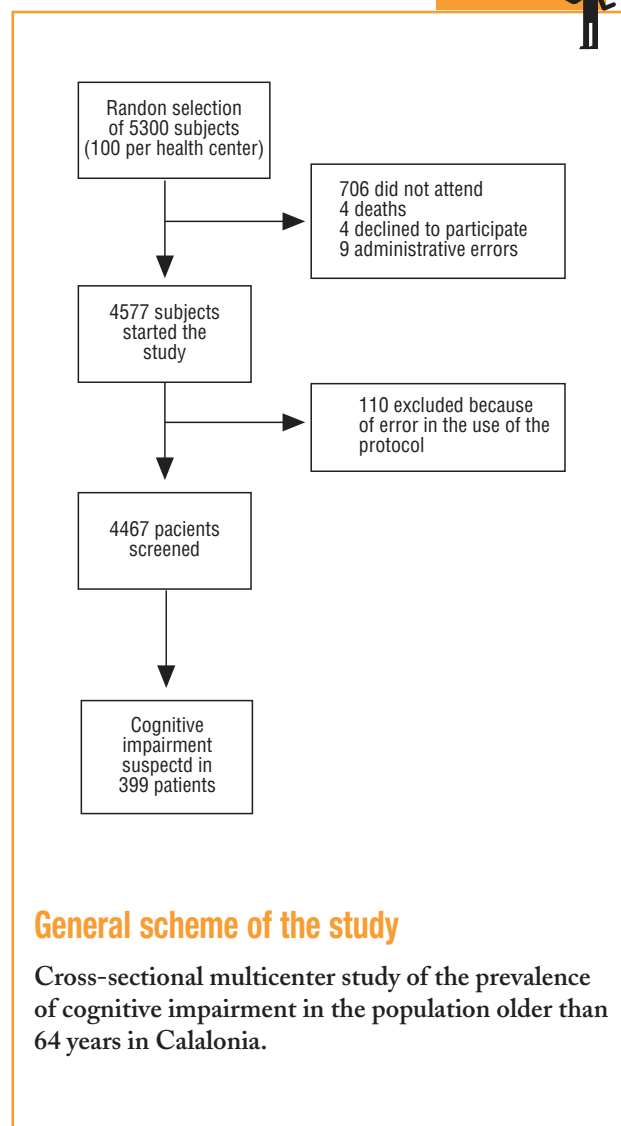 Randon selection
of 5300 subjects
(100 per health center)
706 did not attend
4 deaths
4 declined to participate
9 administrative errors
4577 subjects
started the
study
110 excluded because
of error in the use of the
protocol
4467 pacients
screened
Cognitive
impairment
suspectd in
399 patients
General scheme of the study
Cross-sectional multicenter study of the prevalence
of cognitive impairment in the population older than
64 years in Calalonia.